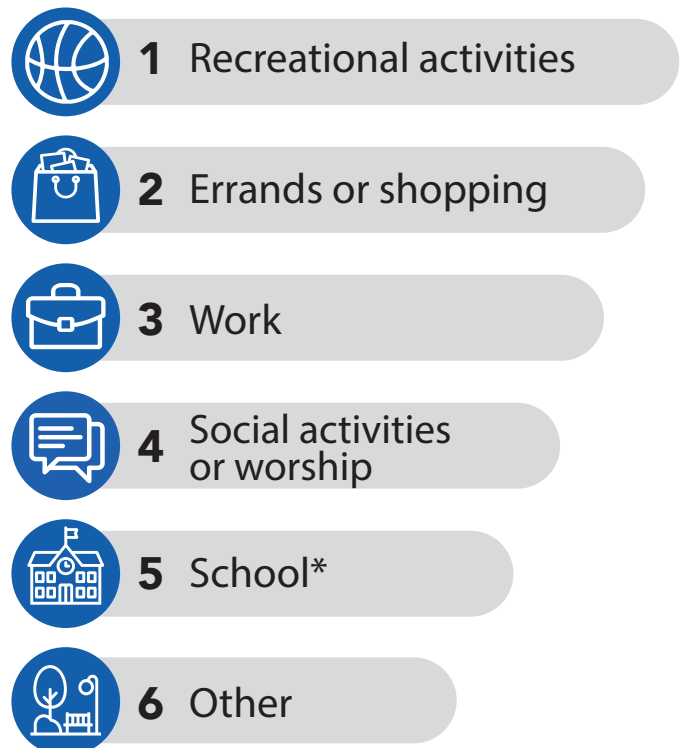 1 Recreational activities
2 Errands or shopping
3 Work
4 Social activities
or worship
5 School*
6 Other